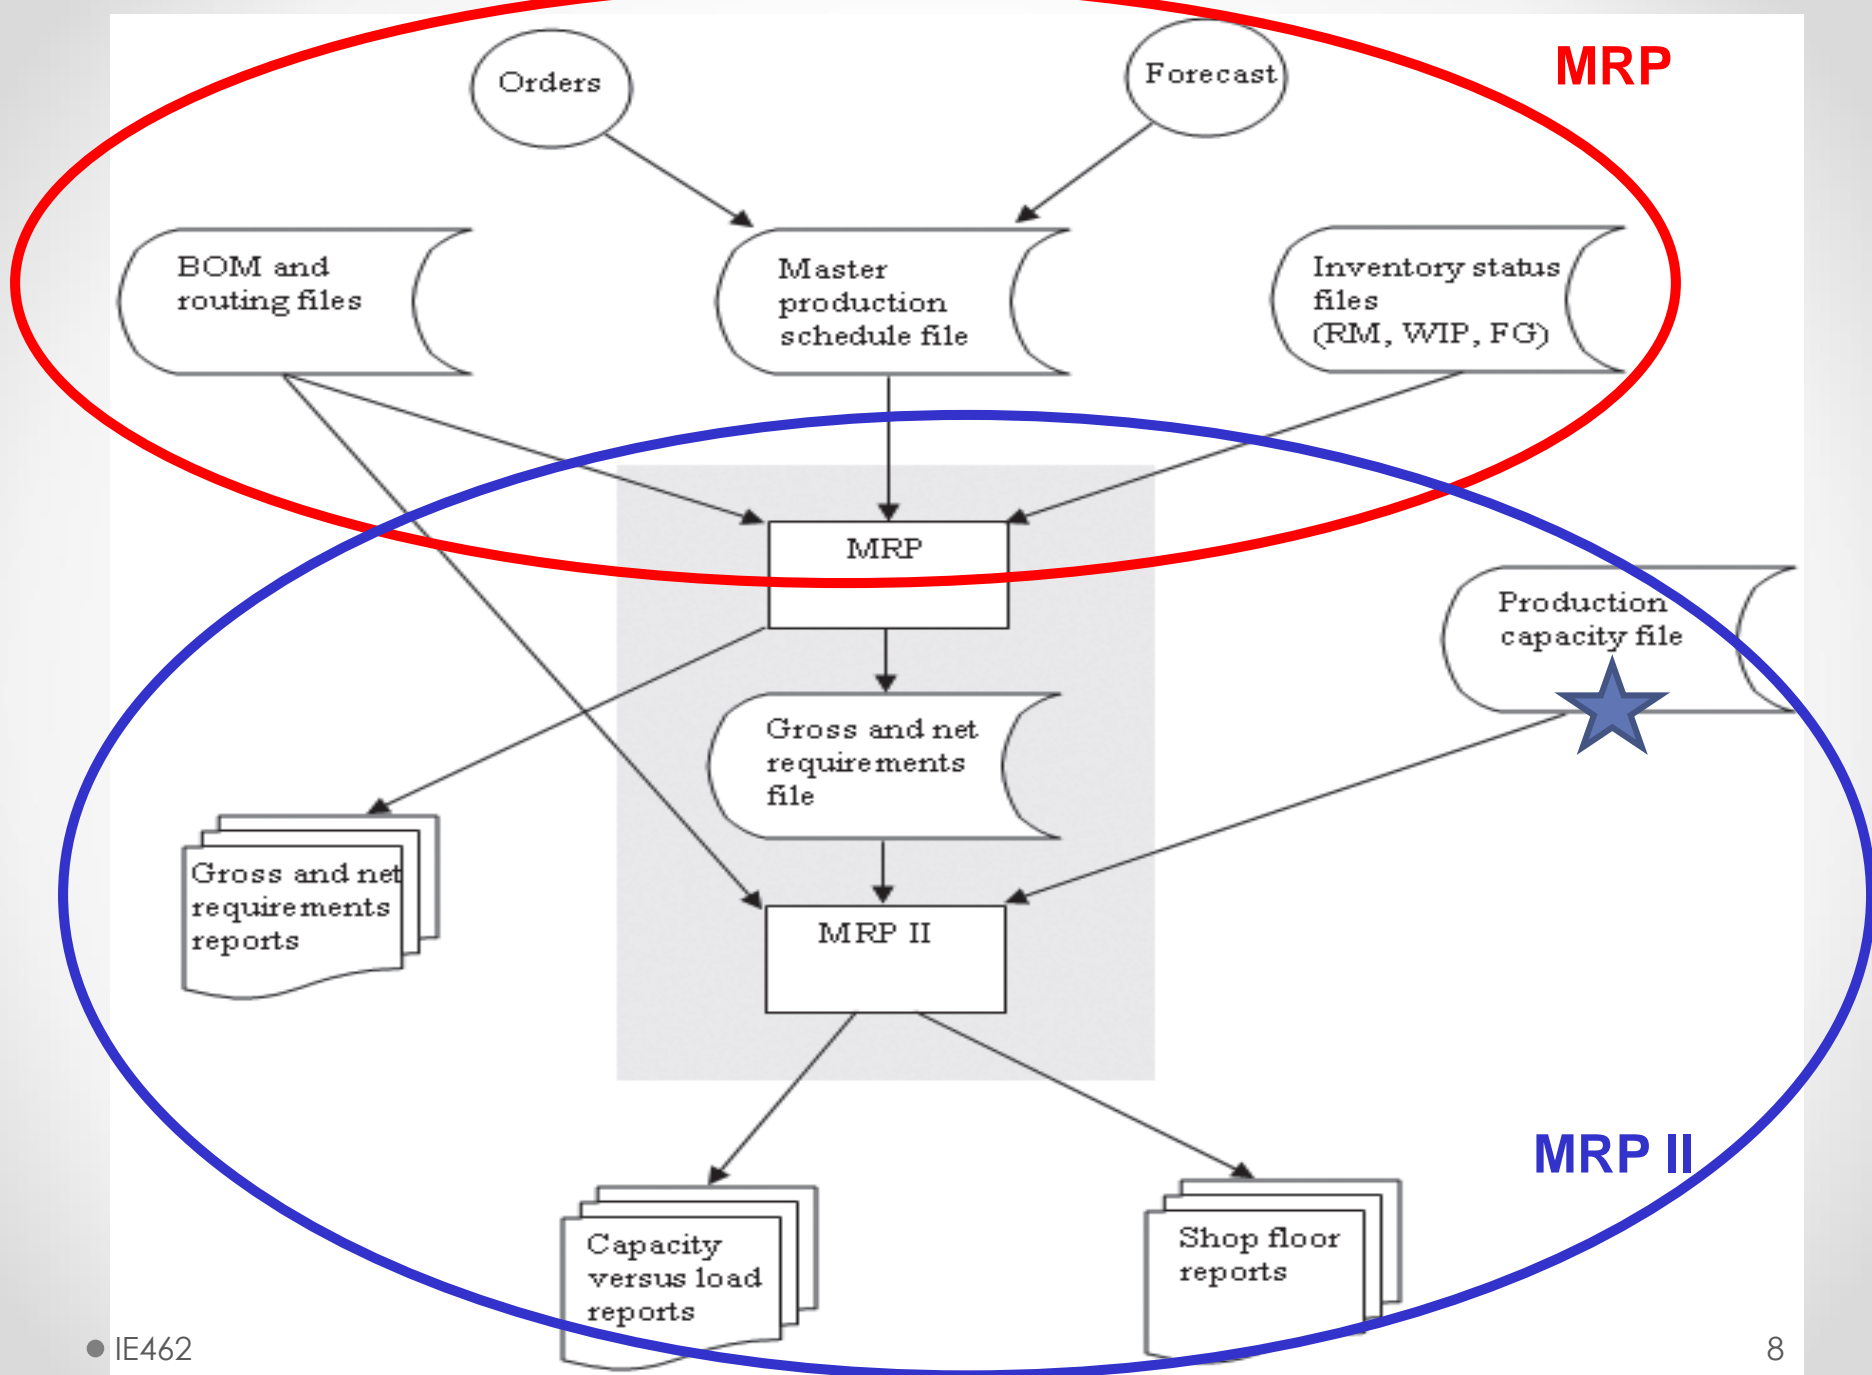 MRP
Orders
Forecast
BOM and
routing files
Master
production
schedule file
Inventory status
files
(RM, WIP, FG)
MRP
Production
capacity file
Gross and net
requirements
file
Gross and net
requirements
reports
MRP II
MRP II
Capacity
versus load
reports
Shop floor
reports
IE462
8